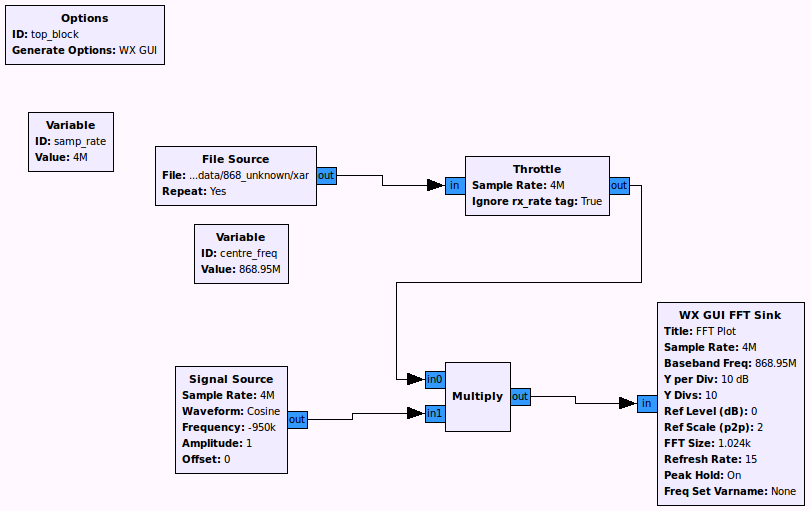 Options
ID: top_block
Generate Options: WX GUI
Variable
ID: samp_rate
Value: 4M
File Source
File: ...data/868_unknown/xar
Repeat: Yes
out
in
Throttle
Sample Rate: 4M
Ignore rx_rate tag: True
out
Variable
ID: centre_freq
Value: 868.95M
Signal Source
Sample Rate: 4M
Waveform: Cosine
Frequency: -950k
Amplitude: 1
Offset: 0
out
in0
in1
Multiply
out
in
WX GUI FFT Sink
Title: FFT Plot
Sample Rate: 4M
Baseband Freq: 868.95M
Y per Div: 10 dB
Y Divs: 10
Ref Level (dB): 0
Ref Scale (p2p): 2
FFT Size: 1.024k
Refresh Rate: 15
Peak Hold: On
Freq Set Varname: None